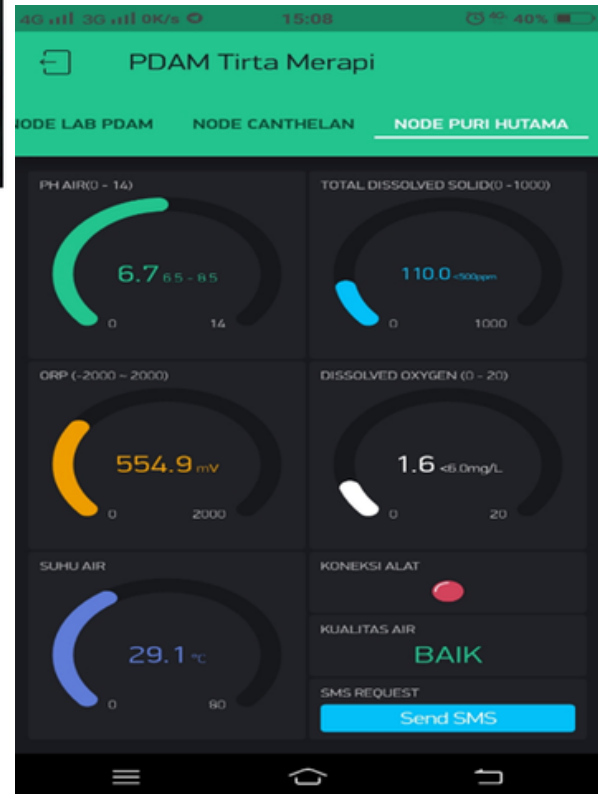 4G 3G 0K/s 15:08 4G 40%
PDAM Tirta Merapi
NODE LAB PDAM NODE CANTHELAN NODE PURI HUTAMA
PH AIR(0 - 14)
6.7 6.5 - 8.5
0 14
TOTAL DISSOLVED SOLID(0 -1000)
110.0 <500ppm
0 1000
ORP (-2000 ~ 2000)
554.9 mV
0 2000
DISSOLVED OXYGEN (0 - 20)
1.6 <6.0mg/L
0 20
SUHU AIR
29.1 °C
0 80
KONEKSI ALAT
KUALITAS AIR
BAIK
SMS REQUEST
Send SMS